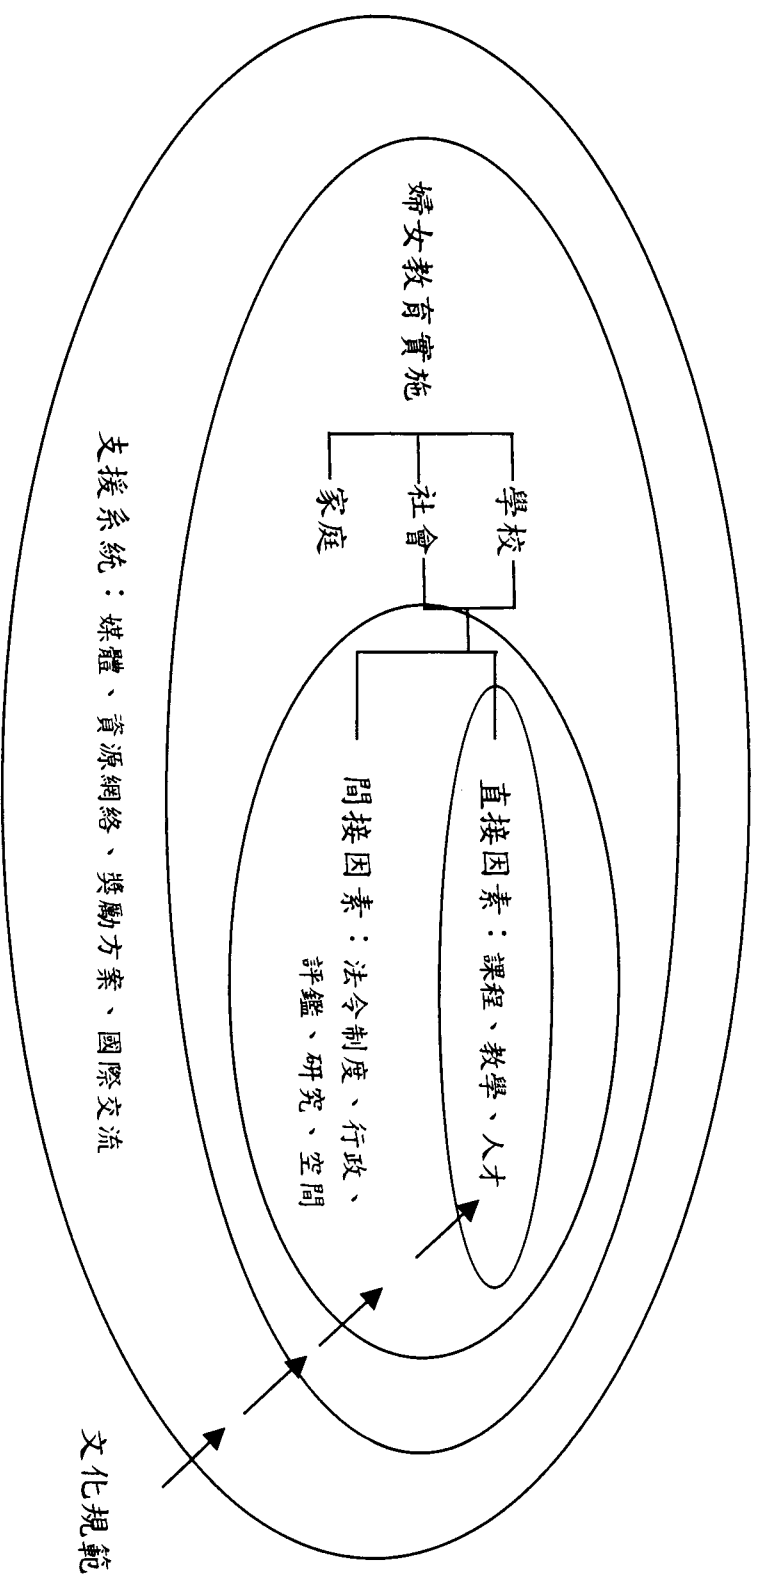 婦女教育實施
學校
社會
家庭
直接因素：課程、教學、人才
間接因素：法令制度、行政、
評鑑、研究、空間
支援系統：媒體、資源網絡、獎勵方案、國際交流
文化規範